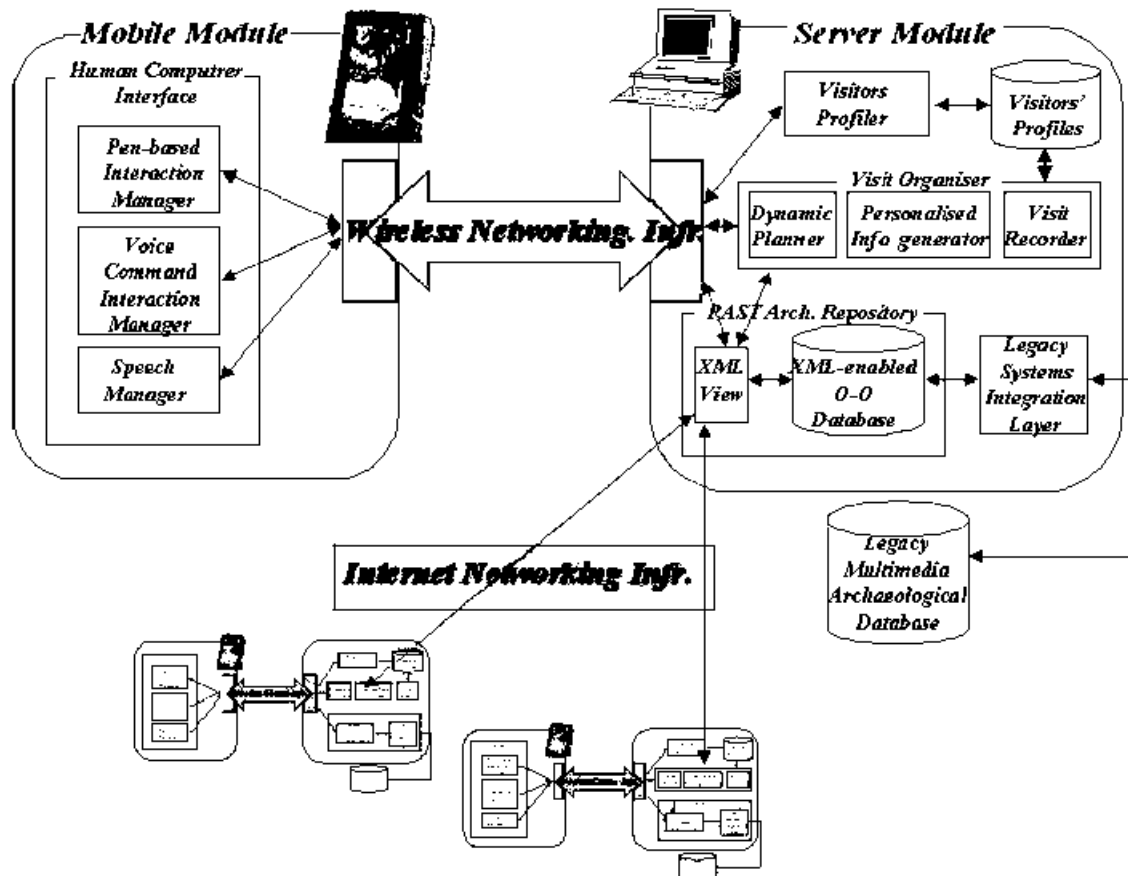 Mobile Module
Human Computrer
Interface
Pen-based
Interaction
Manager
Voice
Command
Interaction
Manager
Speech
Manager
Wireless Networking. Infr.
Server Module
Visitors
Profiler
Visitors'
Profiles
Visit Organiser
Dynamic
Planner
Personalised
Info generator
Visit
Recorder
PAST Arch. Repository
XML
View
XML-enabled
O-O
Database
Legacy
Systems
Integration
Layer
Legacy
Multimedia
Archaeological
Database
Internet Networking Infr.